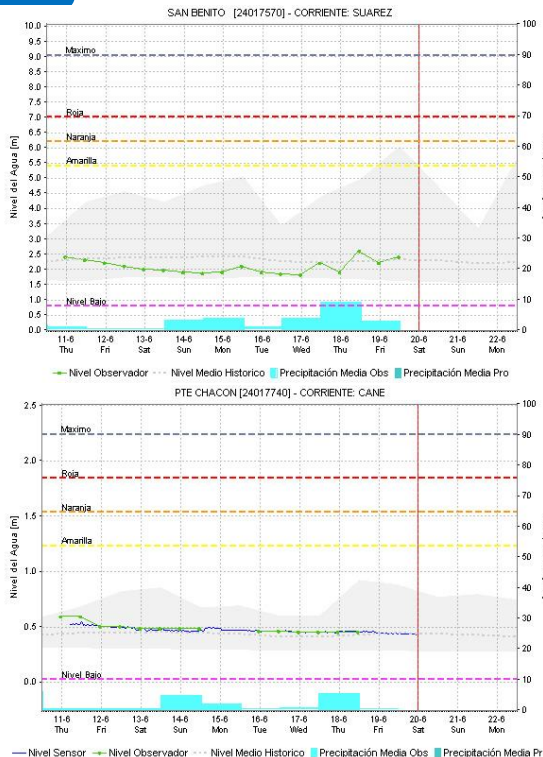 SAN BENITO [24017570] - CORRIENTE: SUAREZ
Nivel del Agua [m]
10.0
9.5
9.0
8.5
8.0
7.5
7.0
6.5
6.0
5.5
5.0
4.5
4.0
3.5
3.0
2.5
2.0
1.5
1.0
0.5
0.0
Maximo
Roja
Naranja
Amarilla
Nivel Bajo
100
90
80
70
60
50
40
30
20
10
0
11-6 12-6 13-6 14-6 15-6 16-6 17-6 18-6 19-6 20-6 21-6 22-6
Thu Fri Sat Sun Mon Tue Wed Thu Fri Sat Sun Mon
Nivel Observador Nivel Medio Historico Precipitación Media Obs Precipitación Media Pro
PTE CHACON [24017740] - CORRIENTE: CANE
Nivel del Agua [m]
2.5
2.0
1.5
1.0
0.5
0.0
Maximo
Roja
Naranja
Amarilla
Nivel Bajo
100
90
80
70
60
50
40
30
20
10
0
11-6 12-6 13-6 14-6 15-6 16-6 17-6 18-6 19-6 20-6 21-6 22-6
Thu Fri Sat Sun Mon Tue Wed Thu Fri Sat Sun Mon
Nivel Sensor Nivel Observador Nivel Medio Historico Precipitación Media Obs Precipitación Media Pr